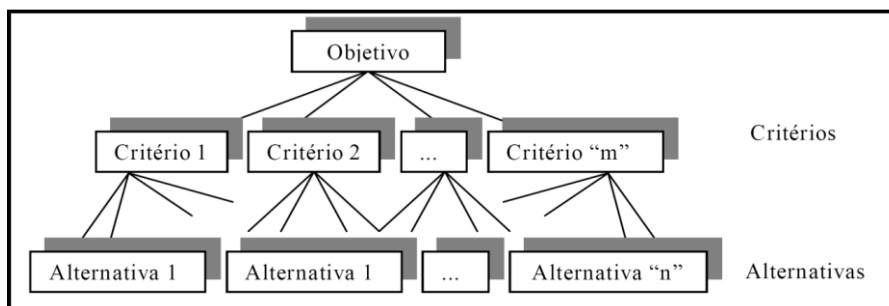 Objetivo
Critério 1
Critério 2
...
Critério “m”
Critérios
Alternativa 1
Alternativa 1
...
Alternativa “n”
Alternativas